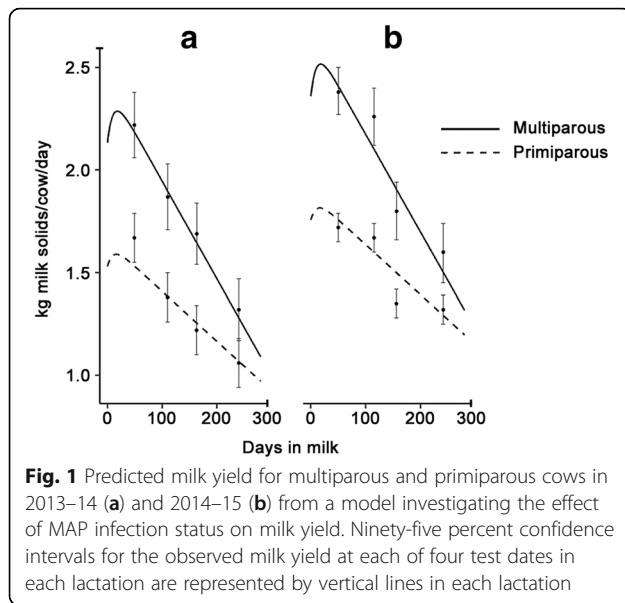 a
b
2.5
2.0
1.5
1.0
kg milk solids/cow/day
Multiparous
Primiparous
0 100 200 300
0 100 200 300
Days in milk
Fig. 1 Predicted milk yield for multiparous and primiparous cows in
2013–14 (a) and 2014–15 (b) from a model investigating the effect
of MAP infection status on milk yield. Ninety-five percent confidence
intervals for the observed milk yield at each of four test dates in
each lactation are represented by vertical lines in each lactation